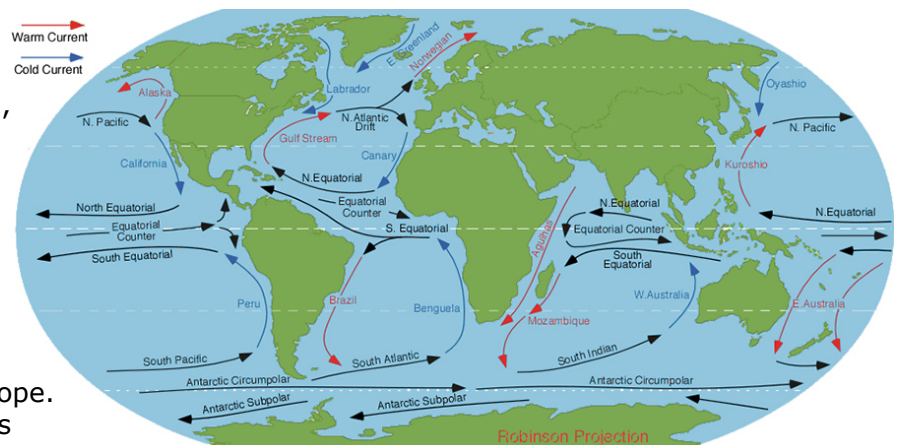 Warm Current
Cold Current
,
E. Greenland
Norwegian
Alaska
Labrador
Oyashio
N. Pacific
N. Atlantic
Drift
N. Pacific
Gulf Stream
California
Canary
Kuroshio
N.Equatorial
North Equatorial
Equatorial
Counter
N.Equatorial
N.Equatorial
Equatorial
Counter
S. Equatorial
Equatorial Counter
Agulhas
South Equatorial
South
Equatorial
Peru
Brazil
Benguela
W.Australia
E.Australia
Mozambique
South Pacific
South Atlantic
South Indian
Antarctic Circumpolar
Antarctic Circumpolar
ope.
Antarctic Subpolar
Antarctic Subpolar
s
Robinson Projection